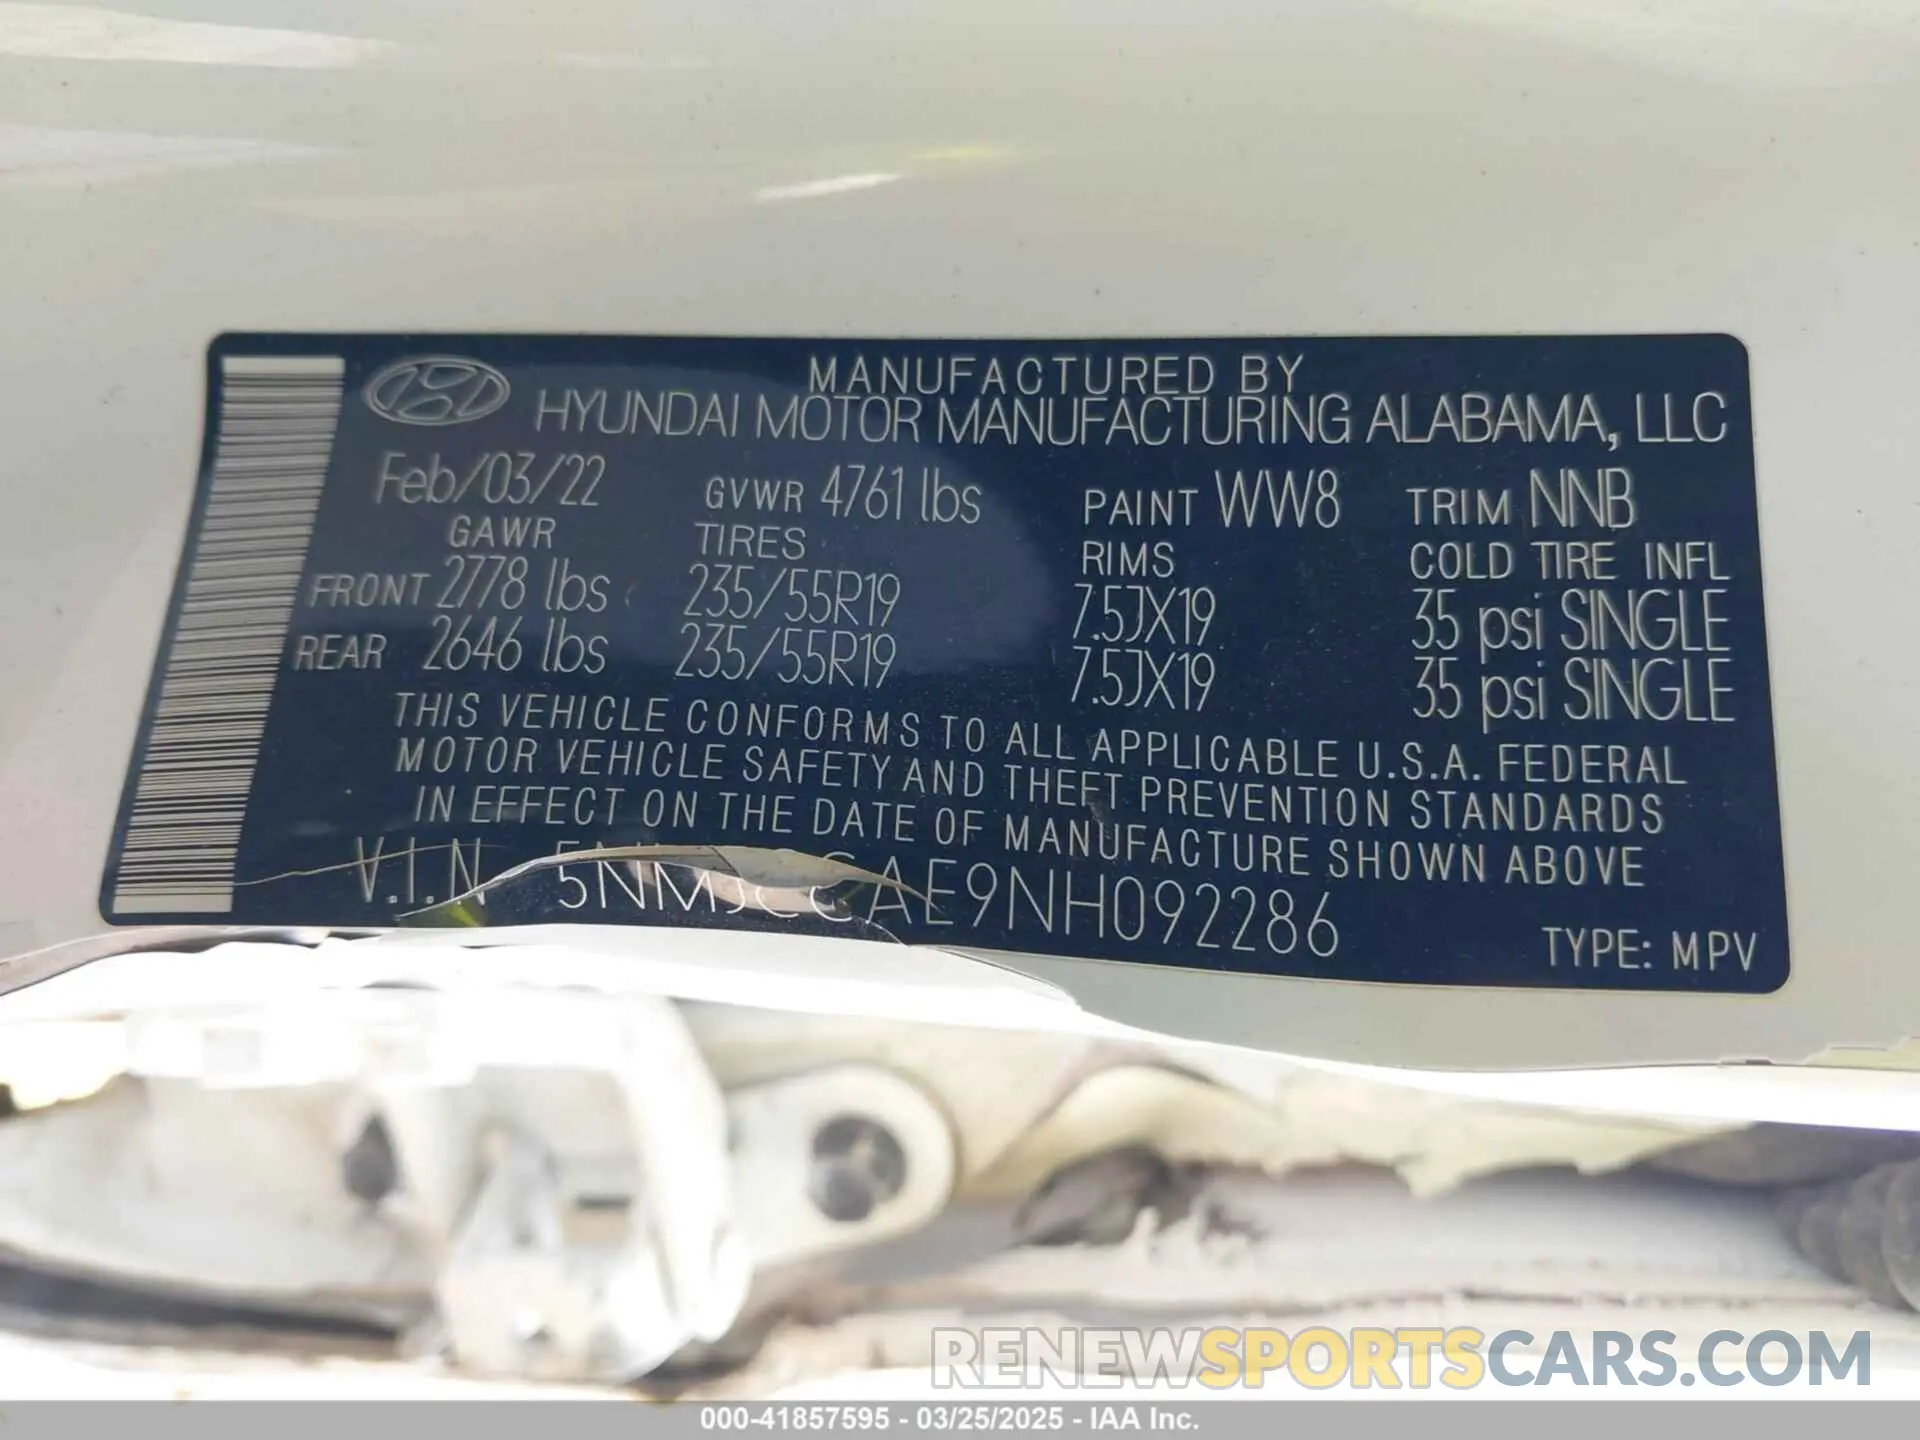 MANUFACTURED BY
HYUNDAI MOTOR MANUFACTURING ALABAMA, LLC
Feb/03/22 GVWR 4761 lbs PAINT WW8 TRIM NNB
GAWR TIRES RIMS COLD TIRE INFL
FRONT 2778 lbs 235/55R19 7.5JX19 35 psi SINGLE
REAR 2646 lbs 235/55R19 7.5JX19 35 psi SINGLE
THIS VEHICLE CONFORMS TO ALL APPLICABLE U.S.A. FEDERAL
MOTOR VEHICLE SAFETY AND THEFT PREVENTION STANDARDS
IN EFFECT ON THE DATE OF MANUFACTURE SHOWN ABOVE
V.I.N 5NMJCCAE9NH092286
TYPE: MPV
RENEWSPORTSCARS.COM
000-41857595 - 03/25/2025 - IAA Inc.